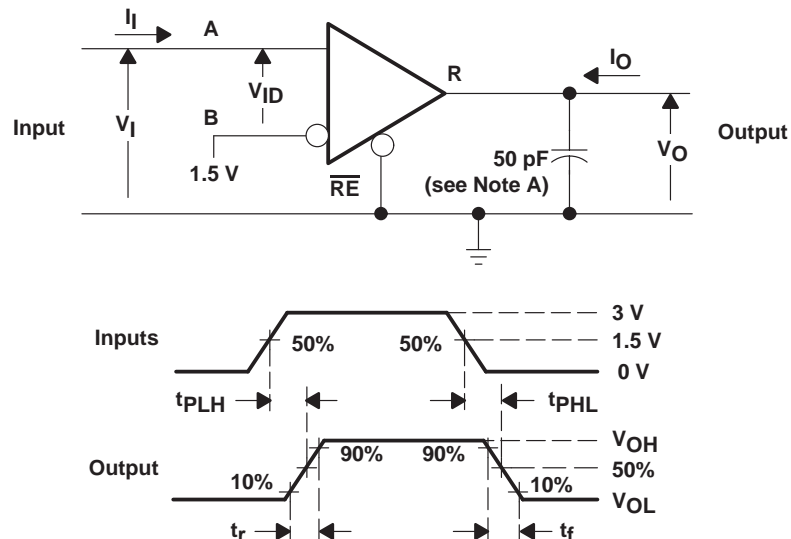 II
A
R
IO
VID
Input
VI
B
1.5 V
RE
50 pF
(see Note A)
VO
Output
3 V
Inputs
50%
50%
1.5 V
0 V
tPLH
tPHL
VOH
90%
90%
Output
50%
10%
10%
VOL
tr
tf